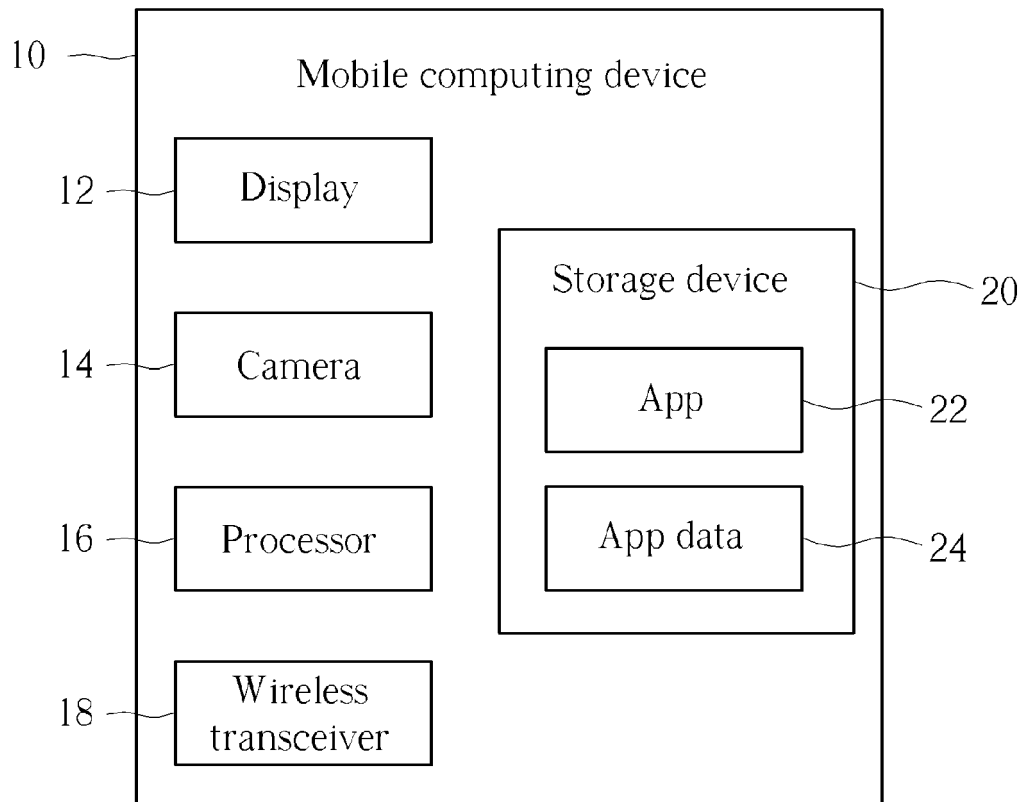 10
Mobile computing device
12
Display
14
Camera
16
Processor
18
Wireless
transceiver
Storage device
20
App
22
App data
24